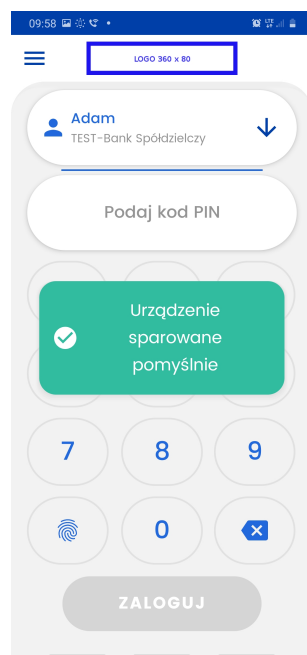 09:58
LOGO 360 x 80
Adam
TEST-Bank Spółdzielczy
Podaj kod PIN
Urządzenie
sparowane
pomyślnie
7 8 9
0
ZALOGUJ